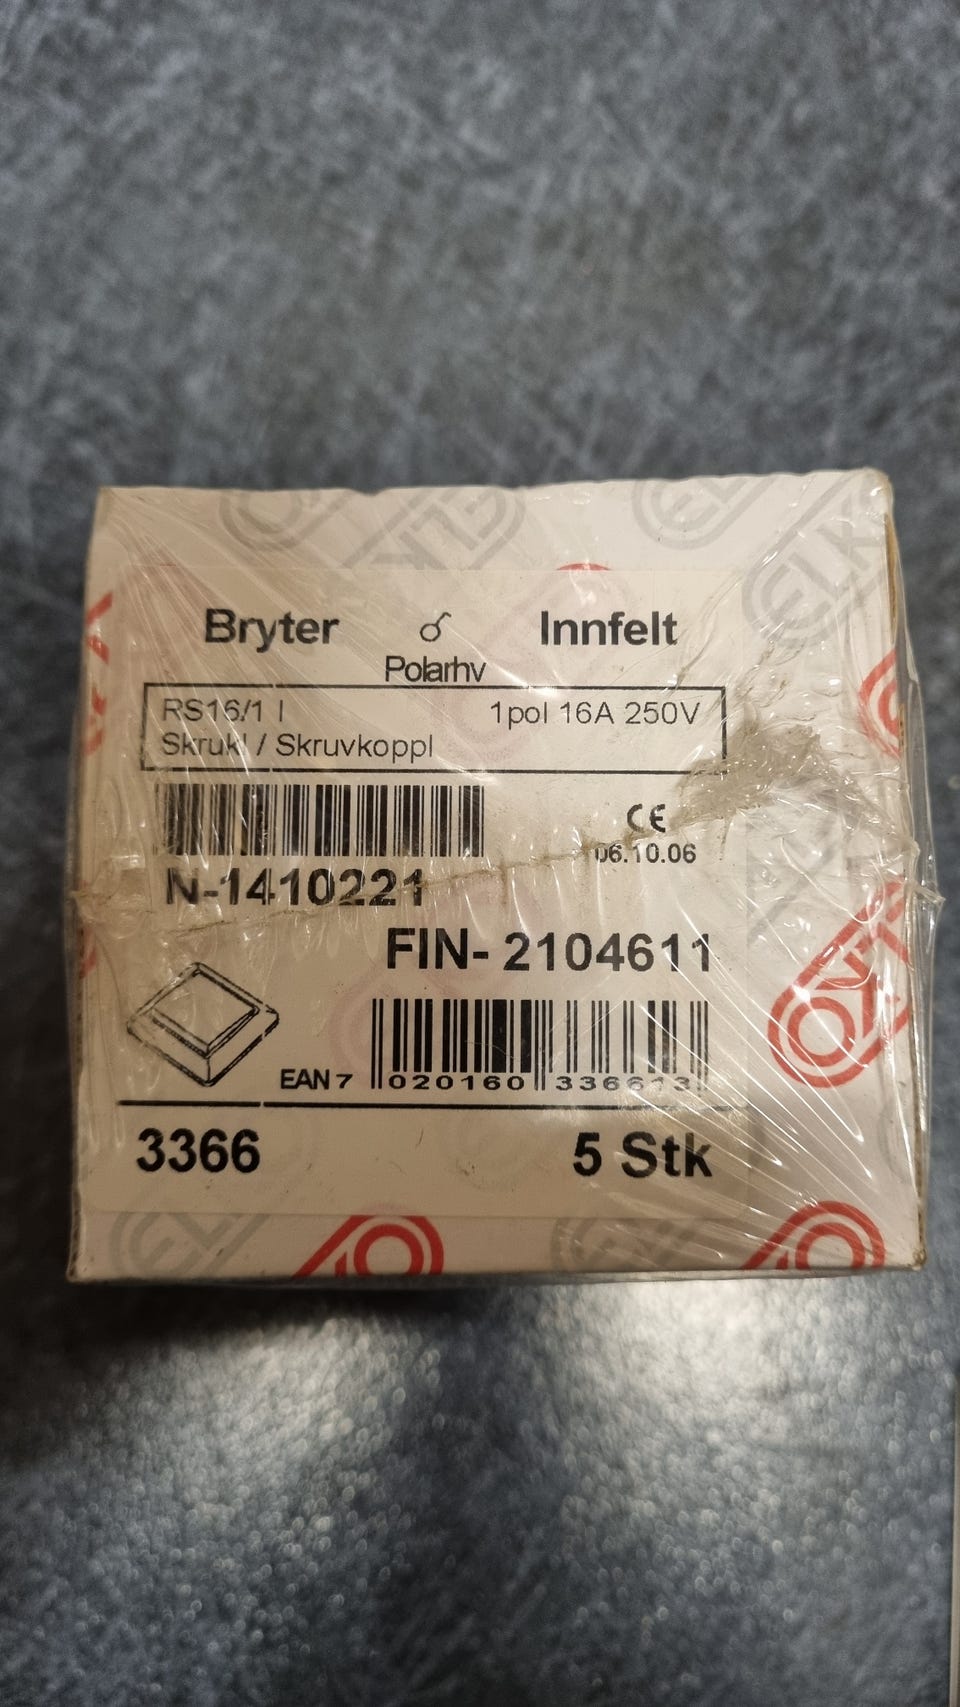 Bryter Innfelt
Polarhv
RS16/1 I 1pol 16A 250V
Skrukl / Skruvkoppl
CE
06.10.06
N-1410221
FIN- 2104611
EAN 7 020160 336613
3366 5 Stk
ELKO